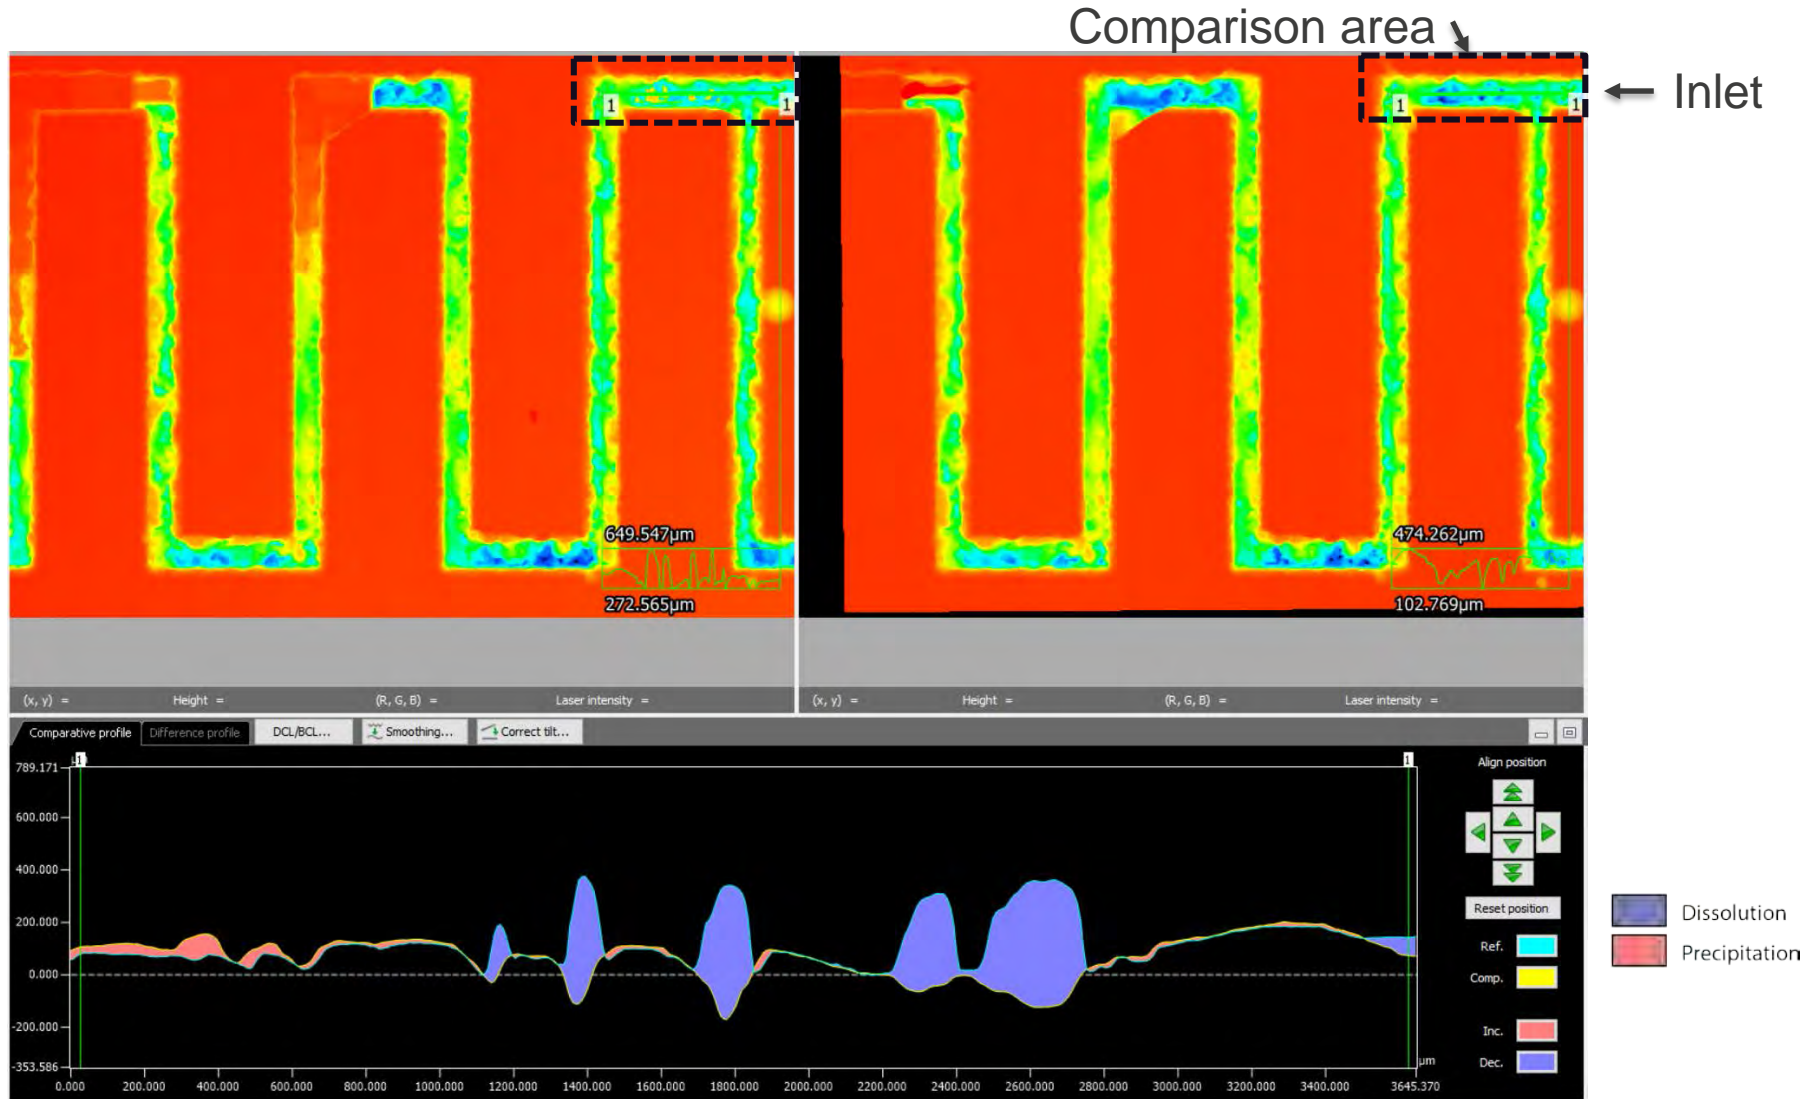 Comparison area
Inlet
1
1
1
1
649.547µm
272.565µm
474.262µm
102.769µm
(x, y) = Height = (R, G, B) = Laser intensity =
(x, y) = Height = (R, G, B) = Laser intensity =
Comparative profile Difference profile DCL/BCL... Smoothing... Correct tilt...
Align position
Reset position
Ref.
Comp.
Inc.
Dec.
Dissolution
Precipitation
1
1
789.171
600.000
400.000
200.000
0.000
-200.000
-353.586
µm
0.000 200.000 400.000 600.000 800.000 1000.000 1200.000 1400.000 1600.000 1800.000 2000.000 2200.000 2400.000 2600.000 2800.000 3000.000 3200.000 3400.000 3645.370